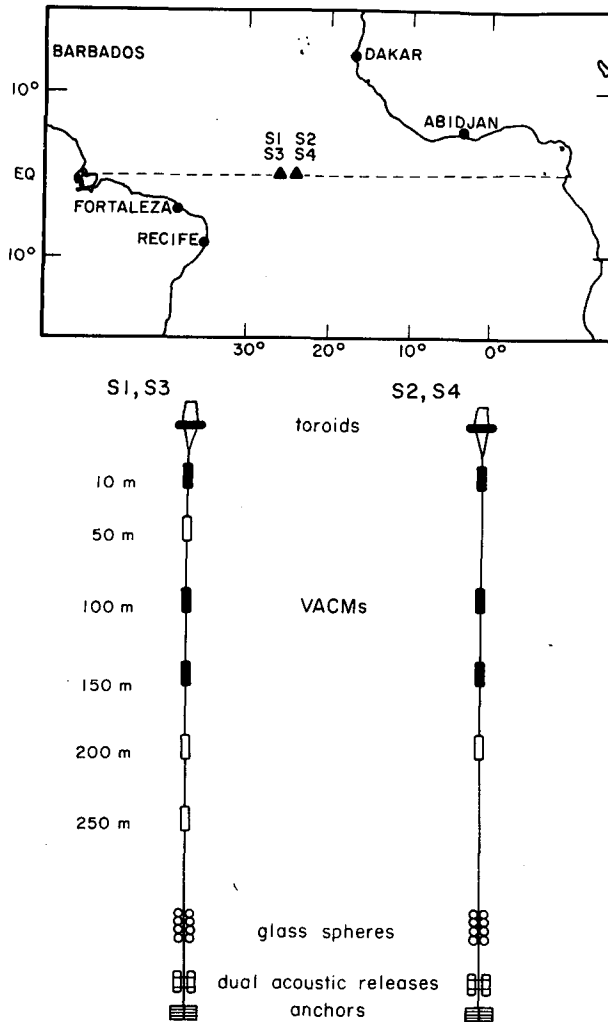 BARBADOS
DAKAR
10°
ABIDJAN
S1 S2
S3 S4
EQ
FORTALEZA
RECIFE
10°
30° 20° 10° 0°
S1, S3 S2, S4
toroids
10 m
50 m
100 m VACMs
150 m
200 m
250 m
glass spheres
dual acoustic releases
anchors